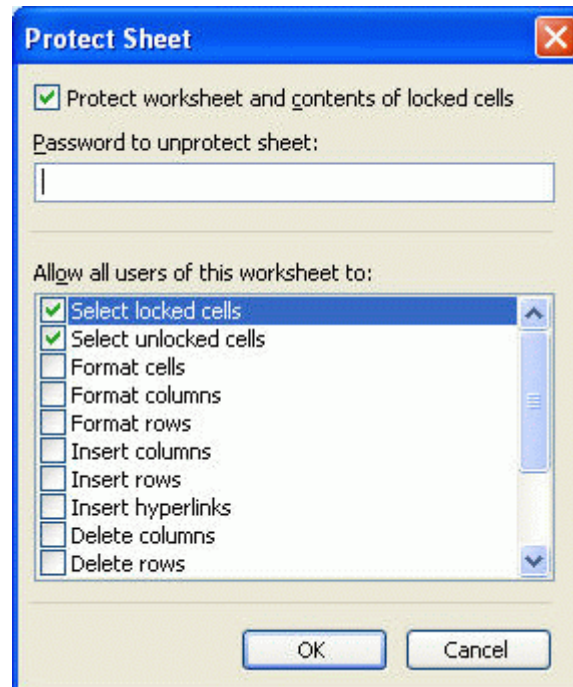 Protect Sheet
Protect worksheet and contents of locked cells
Password to unprotect sheet:
Allow all users of this worksheet to:
Select locked cells
Select unlocked cells
Format cells
Format columns
Format rows
Insert columns
Insert rows
Insert hyperlinks
Delete columns
Delete rows
OK Cancel